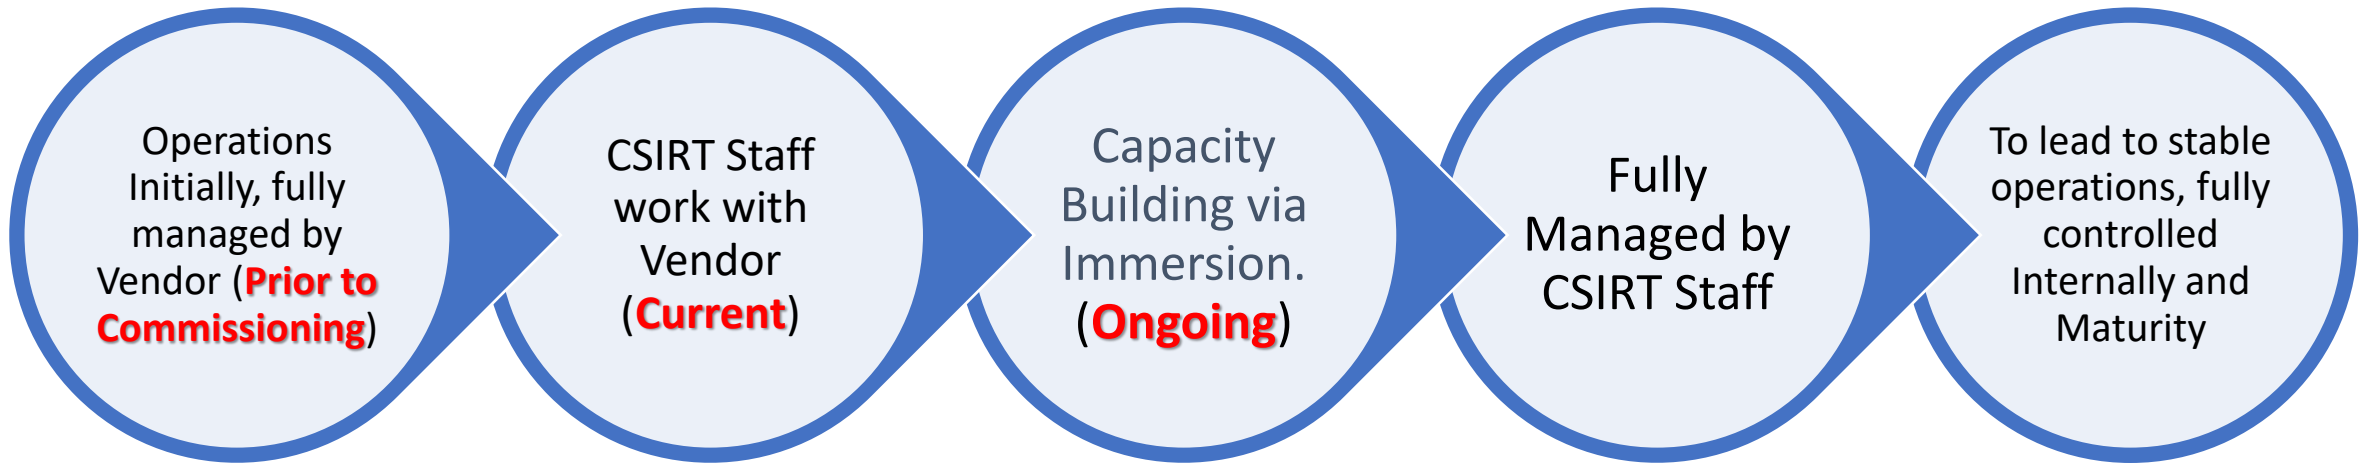 Operations
Initially, fully
managed by
Vendor (Prior to
Commissioning)
CSIRT Staff
work with
Vendor
(Current)
Capacity
Building via
Immersion.
(Ongoing)
Fully
Managed by
CSIRT Staff
To lead to stable
operations, fully
controlled
Internally and
Maturity